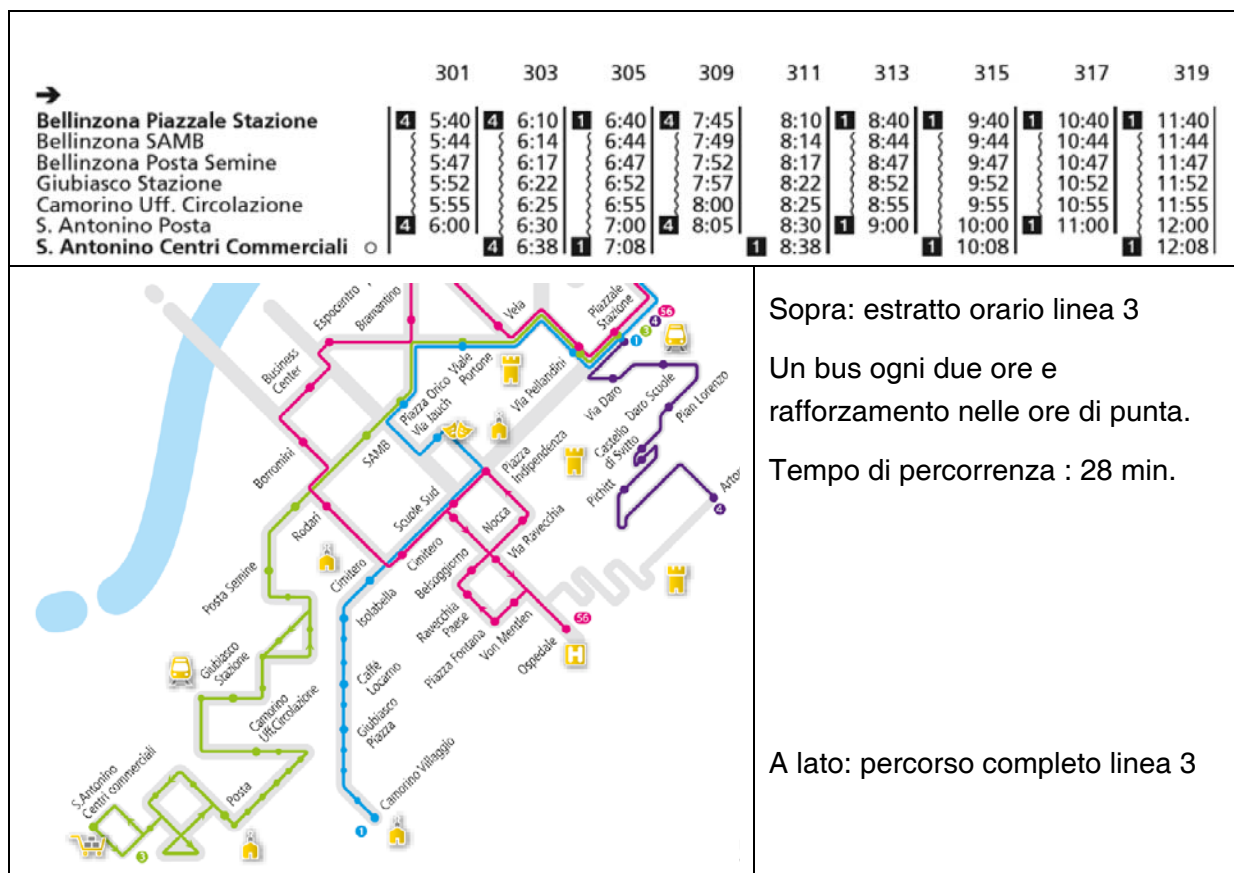 301 303 305 309 311 313 315 317 319
➔
Bellinzona Piazzale Stazione 4 5:40 4 6:10 1 6:40 4 7:45 8:10 1 8:40 1 9:40 1 10:40 1 11:40
Bellinzona SAMB 5:44 6:14 6:44 7:49 8:14 8:44 9:44 10:44 11:44
Bellinzona Posta Semine 5:47 6:17 6:47 7:52 8:17 8:47 9:47 10:47 11:47
Giubiasco Stazione 5:52 6:22 6:52 7:57 8:22 8:52 9:52 10:52 11:52
Camorino Uff. Circolazione 5:55 6:25 6:55 8:00 8:25 8:55 9:55 10:55 11:55
S. Antonino Posta 4 6:00 6:30 7:00 4 8:05 8:30 1 9:00 10:00 1 11:00 12:00
S. Antonino Centri Commerciali ○ 4 6:38 1 7:08 1 8:38 1 10:08 1 12:08
Espocentro
Bramantino
Vela
Piazzale
Stazione
56
4
3
1
Business
Center
Viale
Portone
Piazza Orico
Via Jauch
Via Pellandini
Via Daro
Daro Scuole
Pian Lorenzo
Borromini
SAMB
Piazza
Indipendenza
Castello
di Svitto
Pichitt
4
Rodari
Scuole Sud
Nocca
Via Ravecchia
Cimitero
Cimitero
Belsoggiorno
Posta Semine
Isolabella
Ravecchia
Paese
Piazza Fontana
Von Mentlen
Ospedale
56
H
Giubiasco
Stazione
Caffè
Locarno
Camorino
Uff.Circolazione
Giubiasco
Piazza
S.Antonino
Centri commerciali
Posta
Camorino Villaggio
3
1
Sopra: estratto orario linea 3
Un bus ogni due ore e
rafforzamento nelle ore di punta.
Tempo di percorrenza : 28 min.
A lato: percorso completo linea 3